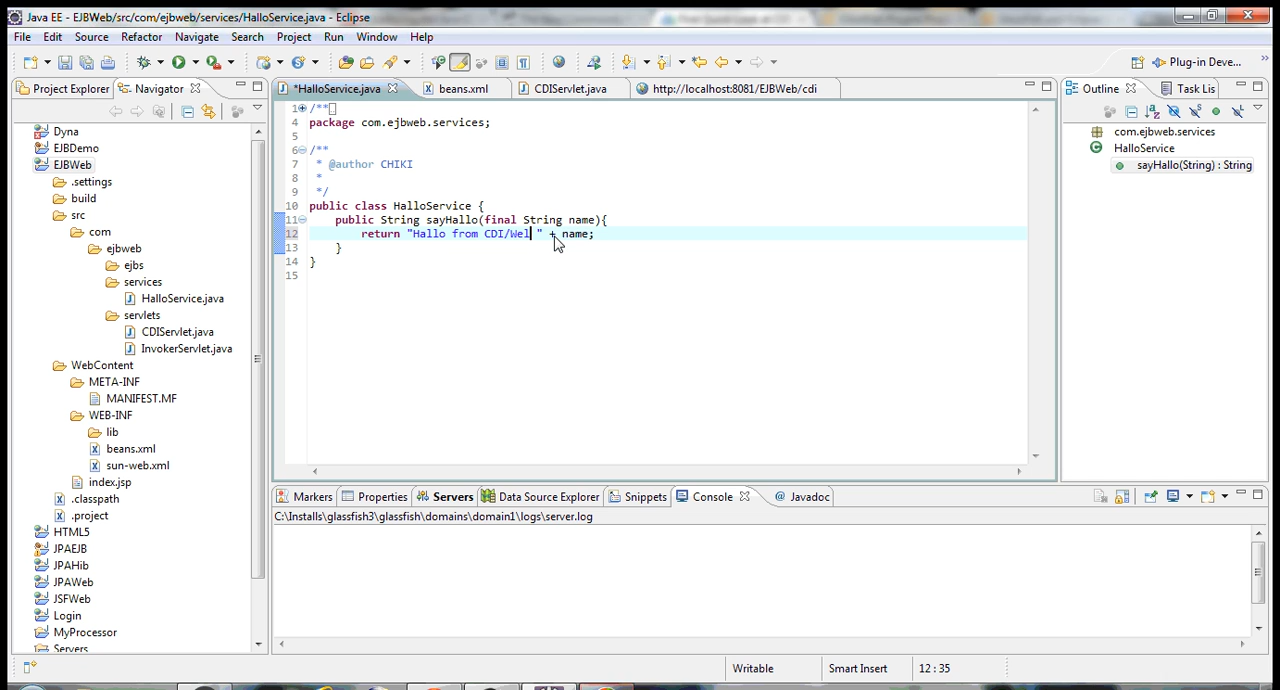 Java EE - EJBWeb/src/com/ejbweb/services/HalloService.java - Eclipse
File Edit Source Refactor Navigate Search Project Run Window Help
Plug-in Deve...
Project Explorer Navigator
*HalloService.java beans.xml CDIServlet.java http://localhost:8081/EJBWeb/cdi
Outline Task Lis
Dyna
EJBDemo
EJBWeb
.settings
build
src
com
ejbweb
ejbs
services
HalloService.java
servlets
CDIServlet.java
InvokerServlet.java
WebContent
META-INF
MANIFEST.MF
WEB-INF
lib
beans.xml
sun-web.xml
index.jsp
.classpath
.project
HTML5
JPAEJB
JPAHib
JPAWeb
JSFWeb
Login
MyProcessor
Servers
1 /**
4 package com.ejbweb.services;
5
6 /**
7 * @author CHIKI
8 *
9 */
10 public class HalloService {
11 public String sayHallo(final String name){
12 return "Hallo from CDI/Wel " + name;
13 }
14 }
15
com.ejbweb.services
HalloService
sayHallo(String) : String
Markers Properties Servers Data Source Explorer Snippets Console Javadoc
C:\Installs\glassfish3\glassfish\domains\domain1\logs\server.log
Writable Smart Insert 12 : 35